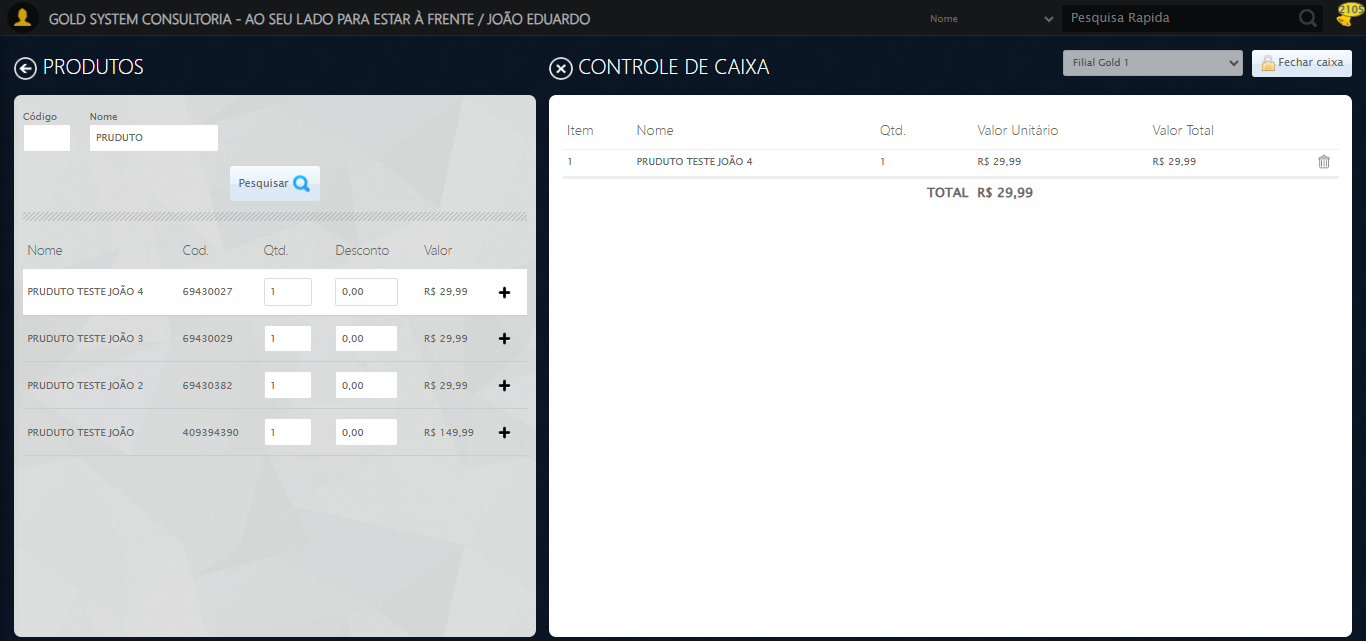 GOLD SYSTEM CONSULTORIA - AO SEU LADO PARA ESTAR À FRENTE / JOÃO EDUARDO
Nome
Pesquisa Rapida
2105
PRODUTOS
CONTROLE DE CAIXA
Filial Gold 1
Fechar caixa
Código Nome
PRUDUTO
Pesquisar
Nome Cod. Qtd. Desconto Valor
PRUDUTO TESTE JOÃO 4 69430027 1 0,00 R$ 29,99
PRUDUTO TESTE JOÃO 3 69430029 1 0,00 R$ 29,99
PRUDUTO TESTE JOÃO 2 69430382 1 0,00 R$ 29,99
PRUDUTO TESTE JOÃO 409394390 1 0,00 R$ 149,99
Item Nome Qtd. Valor Unitário Valor Total
1 PRUDUTO TESTE JOÃO 4 1 R$ 29,99 R$ 29,99
TOTAL R$ 29,99